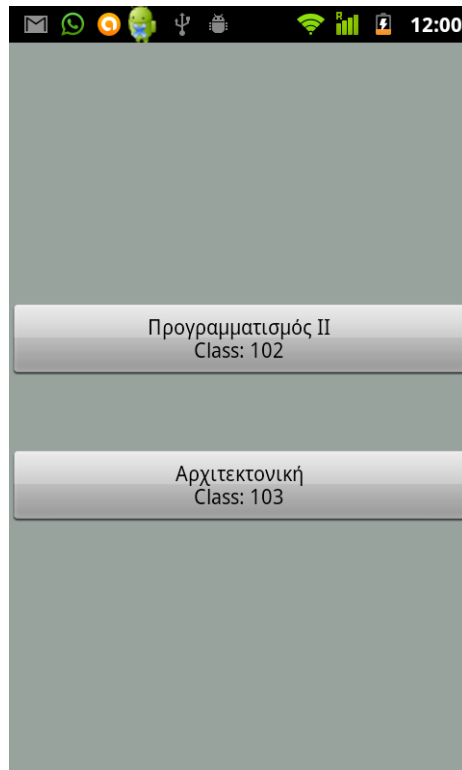 R
12:00
Προγραμματισμός ΙΙ
Class: 102
Αρχιτεκτονική
Class: 103